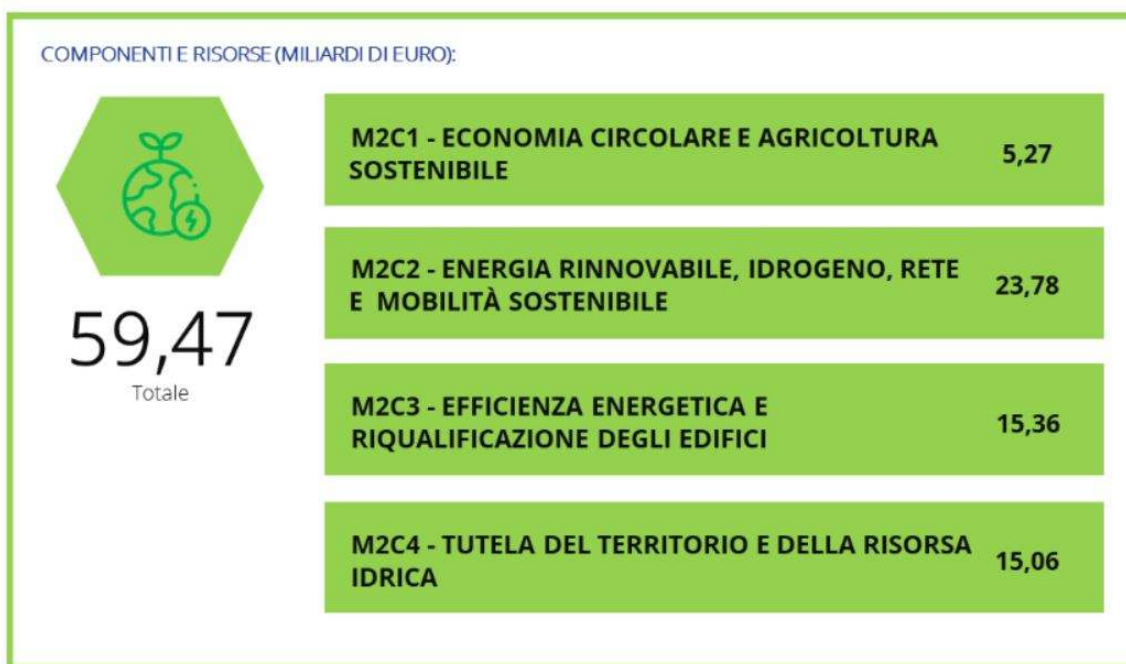 COMPONENTI E RISORSE (MILIARDI DI EURO):
59,47
Totale
M2C1 - ECONOMIA CIRCOLARE E AGRICOLTURA
SOSTENIBILE
5,27
M2C2 - ENERGIA RINNOVABILE, IDROGENO, RETE
E MOBILITÀ SOSTENIBILE
23,78
M2C3 - EFFICIENZA ENERGETICA E
RIQUALIFICAZIONE DEGLI EDIFICI
15,36
M2C4 - TUTELA DEL TERRITORIO E DELLA RISORSA
IDRICA
15,06